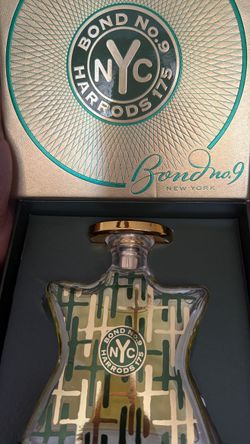 BOND NO.9
NYC
HARRODS 175
Bond no.9
NEW YORK
BOND NO.9
NYC
HARRODS 175